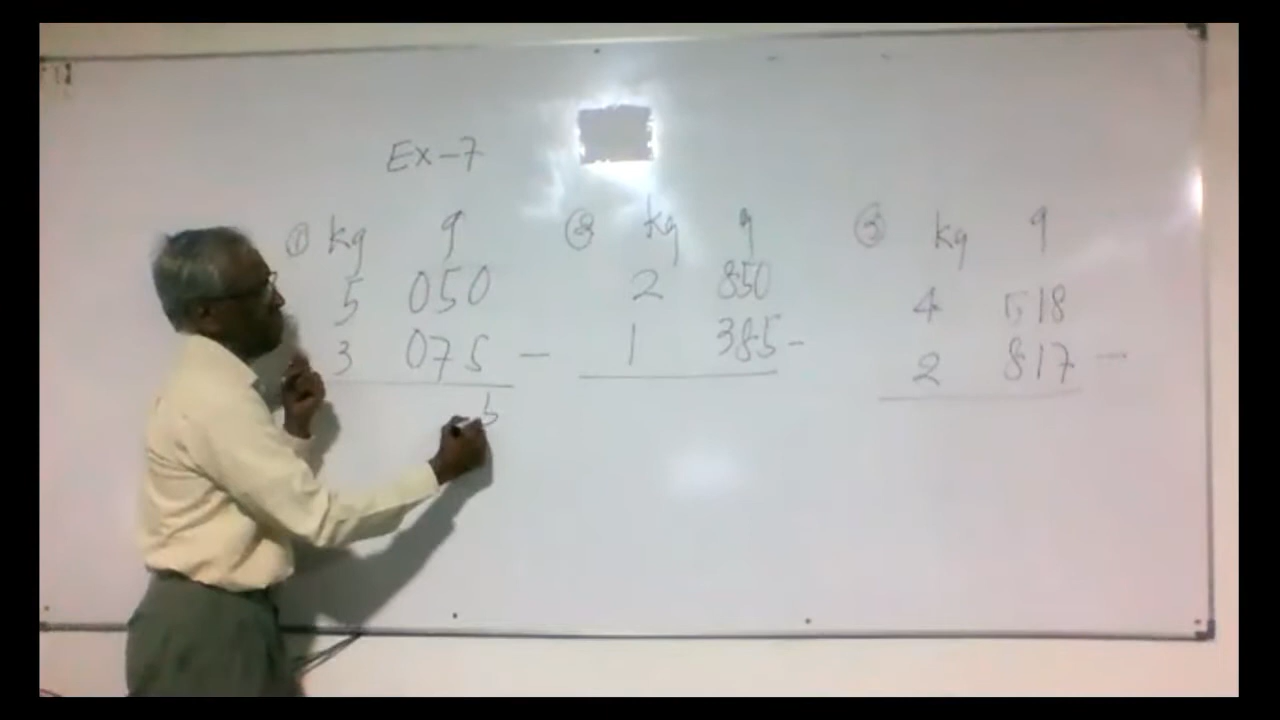 Ex-7
① kg g
5 050
3 075 –
5
② kg g
2 850
1 385 –
③ kg g
4 518
2 817 –